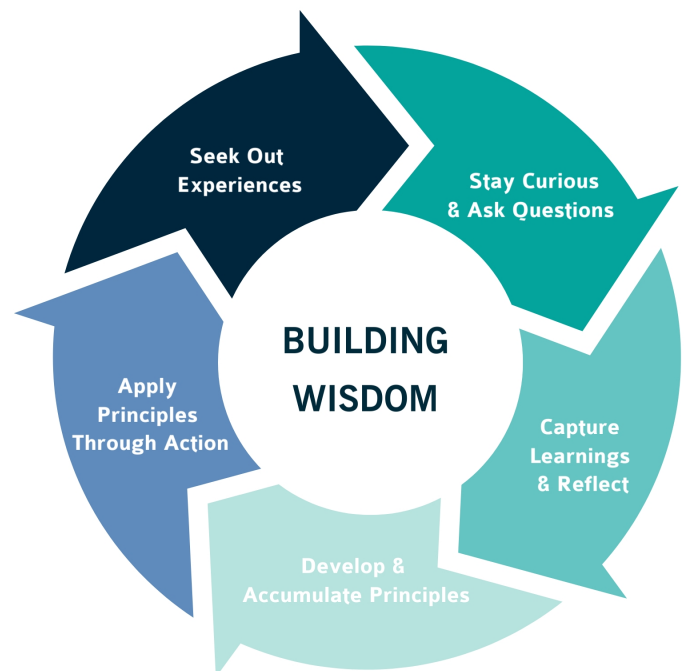 Seek Out
Experiences
Stay Curious
& Ask Questions
Capture
Learnings
& Reflect
Develop &
Accumulate Principles
Apply
Principles
Through Action
BUILDING
WISDOM